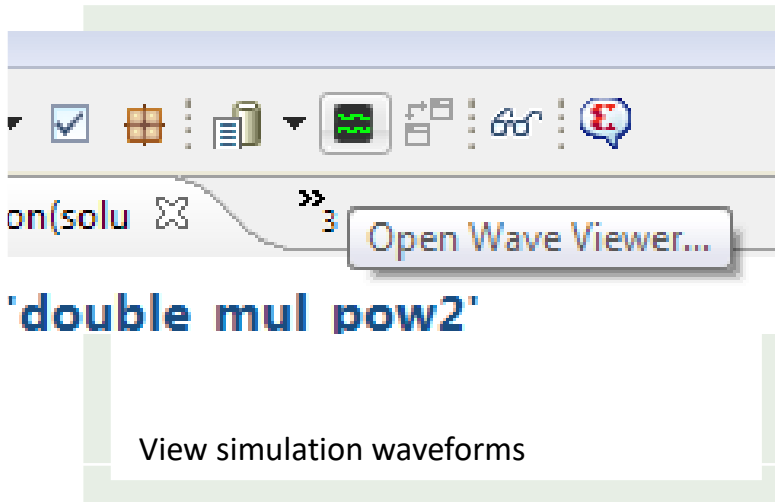 on(solu
»3
Open Wave Viewer...
'double mul pow2'
View simulation waveforms